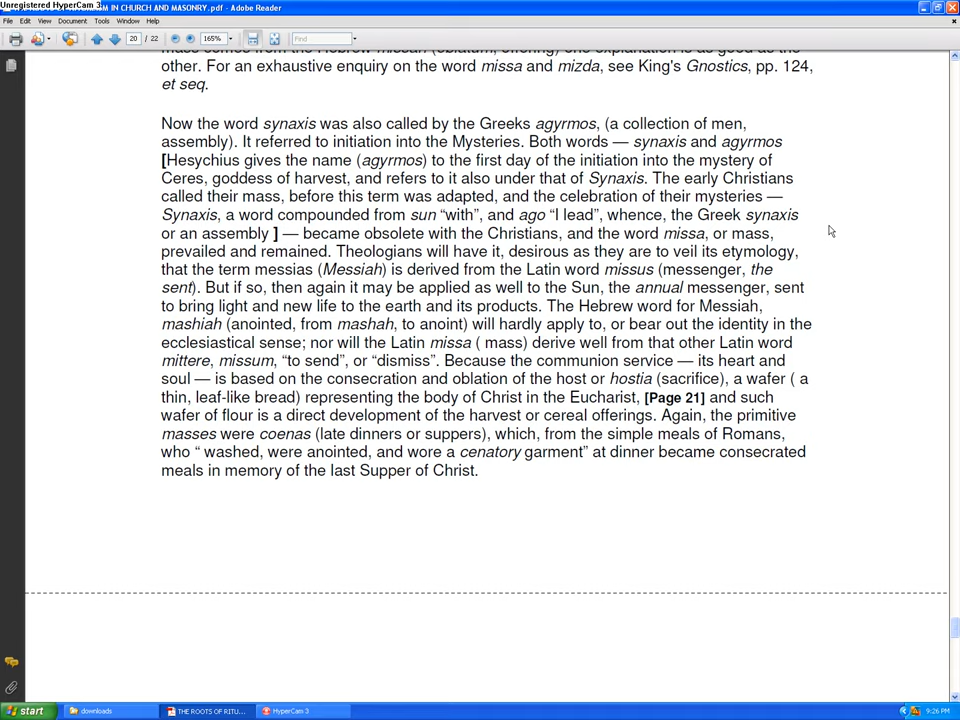 Unregistered HyperCam 3
M IN CHURCH AND MASONRY.pdf - Adobe Reader
File Edit View Document Tools Window Help
20 / 22 165% Find
other. For an exhaustive enquiry on the word missa and mizda, see King's Gnostics, pp. 124,
et seq.
Now the word synaxis was also called by the Greeks agyrmos, (a collection of men,
assembly). It referred to initiation into the Mysteries. Both words — synaxis and agyrmos
[Hesychius gives the name (agyrmos) to the first day of the initiation into the mystery of
Ceres, goddess of harvest, and refers to it also under that of Synaxis. The early Christians
called their mass, before this term was adapted, and the celebration of their mysteries —
Synaxis, a word compounded from sun “with”, and ago “I lead”, whence, the Greek synaxis
or an assembly ] — became obsolete with the Christians, and the word missa, or mass,
prevailed and remained. Theologians will have it, desirous as they are to veil its etymology,
that the term messias (Messiah) is derived from the Latin word missus (messenger, the
sent). But if so, then again it may be applied as well to the Sun, the annual messenger, sent
to bring light and new life to the earth and its products. The Hebrew word for Messiah,
mashiah (anointed, from mashah, to anoint) will hardly apply to, or bear out the identity in the
ecclesiastical sense; nor will the Latin missa ( mass) derive well from that other Latin word
mittere, missum, “to send”, or “dismiss”. Because the communion service — its heart and
soul — is based on the consecration and oblation of the host or hostia (sacrifice), a wafer ( a
thin, leaf-like bread) representing the body of Christ in the Eucharist, [Page 21] and such
wafer of flour is a direct development of the harvest or cereal offerings. Again, the primitive
masses were coenas (late dinners or suppers), which, from the simple meals of Romans,
who “ washed, were anointed, and wore a cenatory garment” at dinner became consecrated
meals in memory of the last Supper of Christ.
start downloads THE ROOTS OF RITU... HyperCam 3 9:26 PM